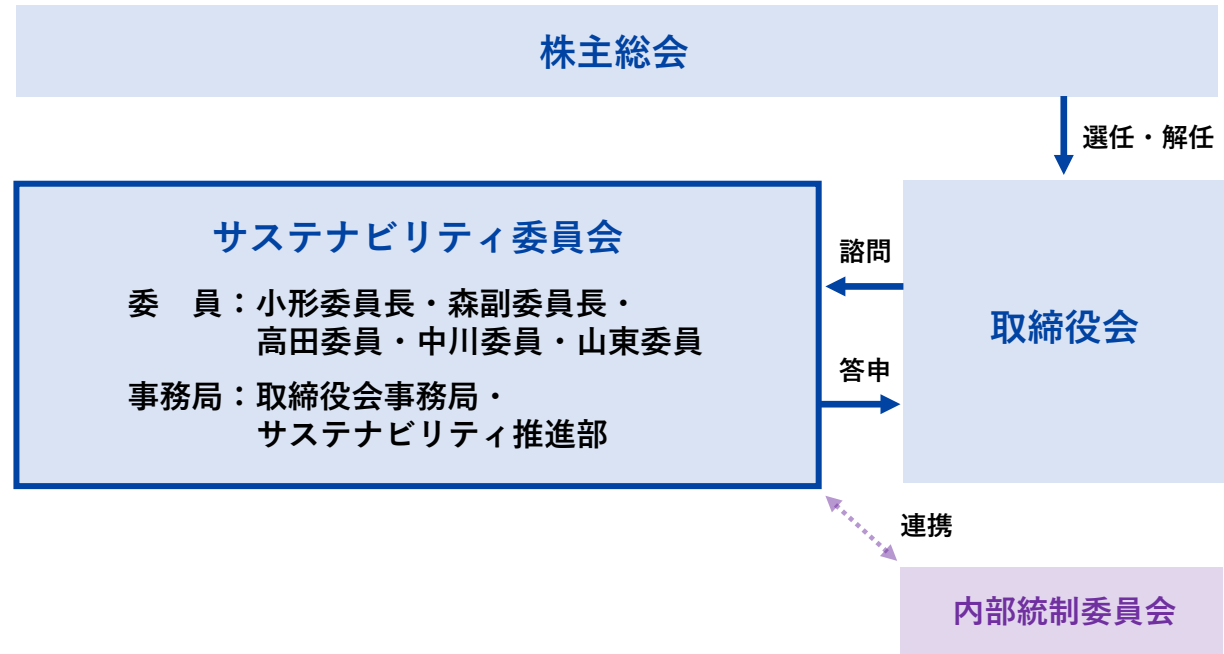 株主総会
選任・解任
サステナビリティ委員会
委　員：小形委員長・森副委員長・
高田委員・中川委員・山東委員
事務局：取締役会事務局・
サステナビリティ推進部
諮問
答申
取締役会
連携
内部統制委員会